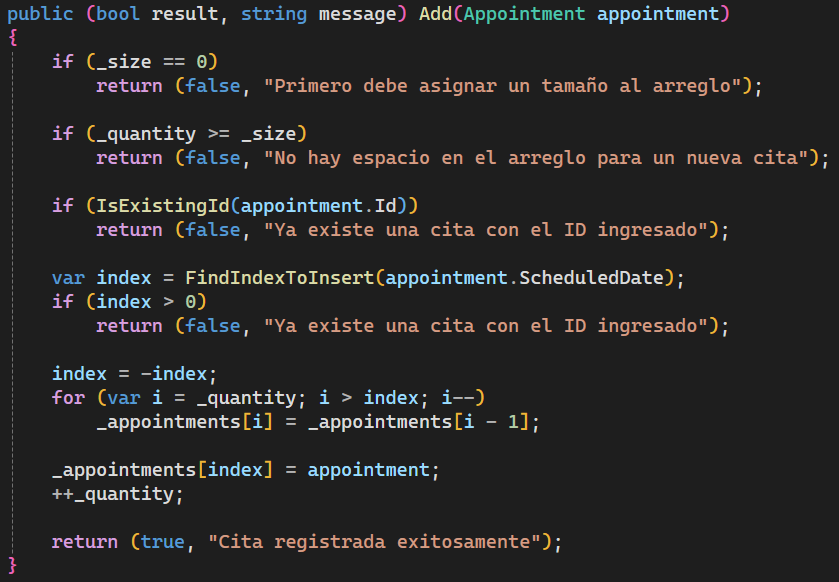 public (bool result, string message) Add(Appointment appointment)
{
    if (_size == 0)
        return (false, "Primero debe asignar un tamaño al arreglo");

    if (_quantity >= _size)
        return (false, "No hay espacio en el arreglo para un nueva cita");

    if (IsExistingId(appointment.Id))
        return (false, "Ya existe una cita con el ID ingresado");

    var index = FindIndexToInsert(appointment.ScheduledDate);
    if (index > 0)
        return (false, "Ya existe una cita con el ID ingresado");

    index = -index;
    for (var i = _quantity; i > index; i--)
        _appointments[i] = _appointments[i - 1];

    _appointments[index] = appointment;
    ++_quantity;

    return (true, "Cita registrada exitosamente");
}